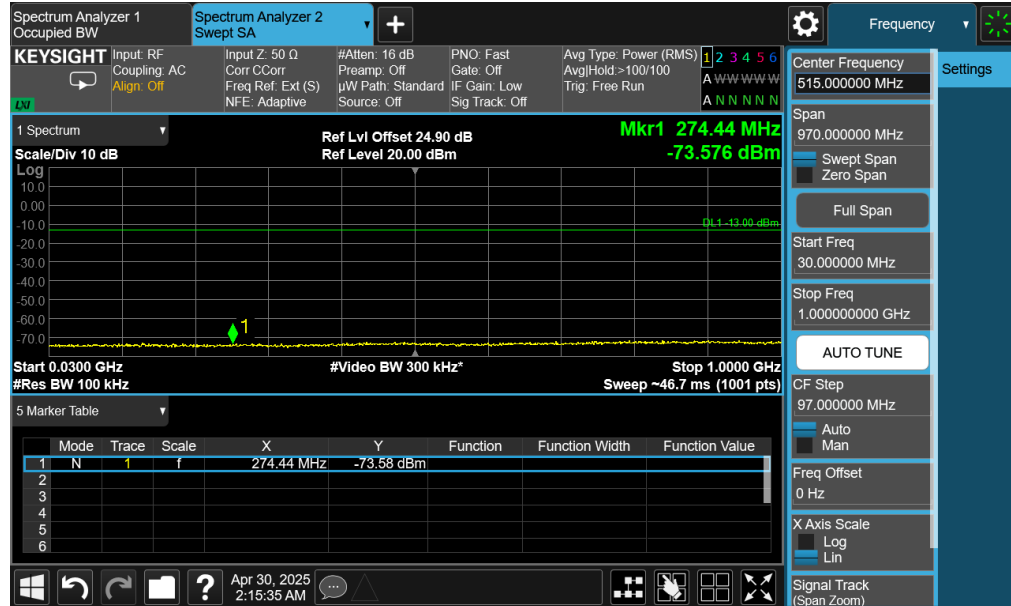 Spectrum Analyzer 1
Occupied BW
Spectrum Analyzer 2
Swept SA
▼
+
Frequency ▼
KEYSIGHT
LXI
Input: RF
Coupling: AC
Align: Off
Input Z: 50 Ω
Corr CCorr
Freq Ref: Ext (S)
NFE: Adaptive
#Atten: 16 dB
Preamp: Off
µW Path: Standard
Source: Off
PNO: Fast
Gate: Off
IF Gain: Low
Sig Track: Off
Avg Type: Power (RMS)
Avg|Hold:>100/100
Trig: Free Run
1 2 3 4 5 6
A W W W W W
A N N N N N
1 Spectrum ▼
Scale/Div 10 dB
Ref Lvl Offset 24.90 dB
Ref Level 20.00 dBm
Mkr1 274.44 MHz
-73.576 dBm
Log
10.0
0.00
-10.0
-20.0
-30.0
-40.0
-50.0
-60.0
-70.0
DL1 -13.00 dBm
1
Start 0.0300 GHz
#Res BW 100 kHz
#Video BW 300 kHz*
Stop 1.0000 GHz
Sweep ~46.7 ms (1001 pts)
5 Marker Table ▼
Mode Trace Scale X Y Function Function Width Function Value
1 N 1 f 274.44 MHz -73.58 dBm
2
3
4
5
6
?
Apr 30, 2025
2:15:35 AM
Center Frequency
515.000000 MHz
Span
970.000000 MHz
Swept Span
Zero Span
Full Span
Start Freq
30.000000 MHz
Stop Freq
1.000000000 GHz
AUTO TUNE
CF Step
97.000000 MHz
Auto
Man
Freq Offset
0 Hz
X Axis Scale
Log
Lin
Signal Track
(Span Zoom)
Settings